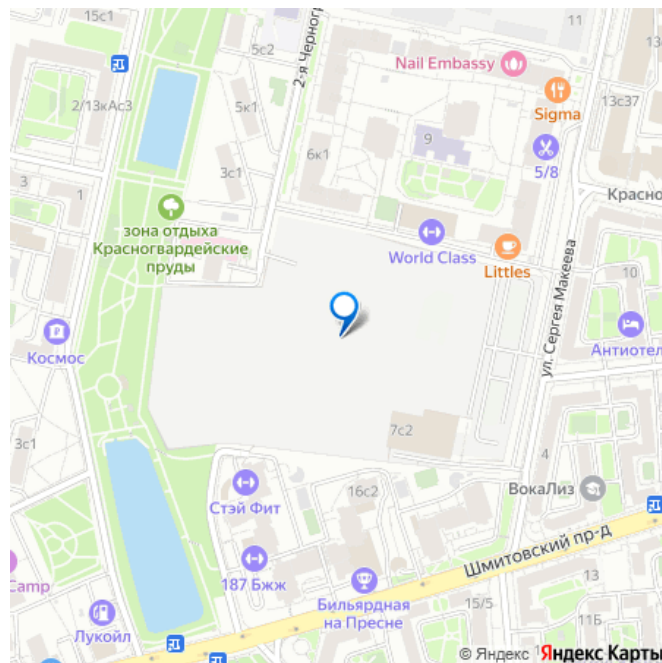 15с1
11
5с2
2-я Черногр
Nail Embassy
2/13кАс3
5к1
13с37
Sigma
9
6к1
3с1
5/8
3
1
Красно
зона отдыха
Красногвардейские
пруды
World Class
Littles
ул. Сергея Макеева
10
Космос
Антиотел
7с2
3с1
4
ВокаЛиз
16с2
Стэй Фит
Шмитовский пр-д
Camp
187 Бжж
13
Лукойл
Бильярдная
на Пресне
15/5
11Б
© Яндекс
Яндекс Карты